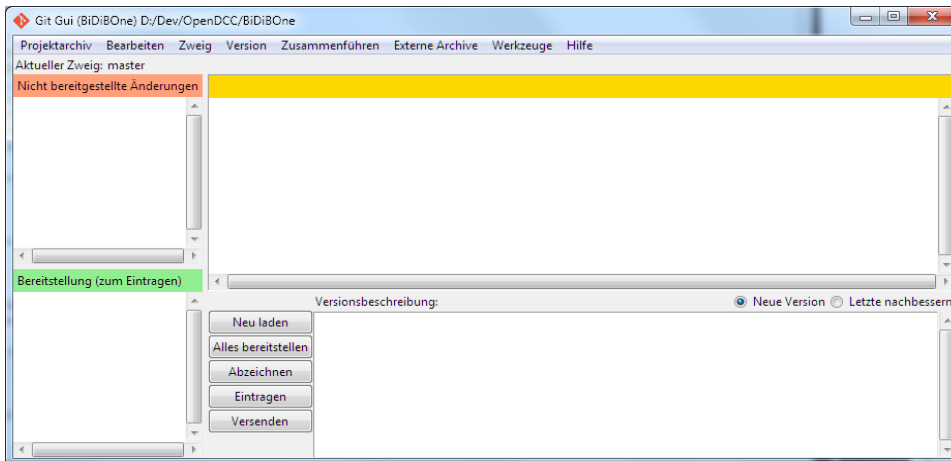 Git Gui (BiDiBOne) D:/Dev/OpenDCC/BiDiBOne
Projektarchiv Bearbeiten Zweig Version Zusammenführen Externe Archive Werkzeuge Hilfe
Aktueller Zweig: master
Nicht bereitgestellte Änderungen
Bereitstellung (zum Eintragen)
Versionsbeschreibung: Neue Version Letzte nachbessern
Neu laden
Alles bereitstellen
Abzeichnen
Eintragen
Versenden